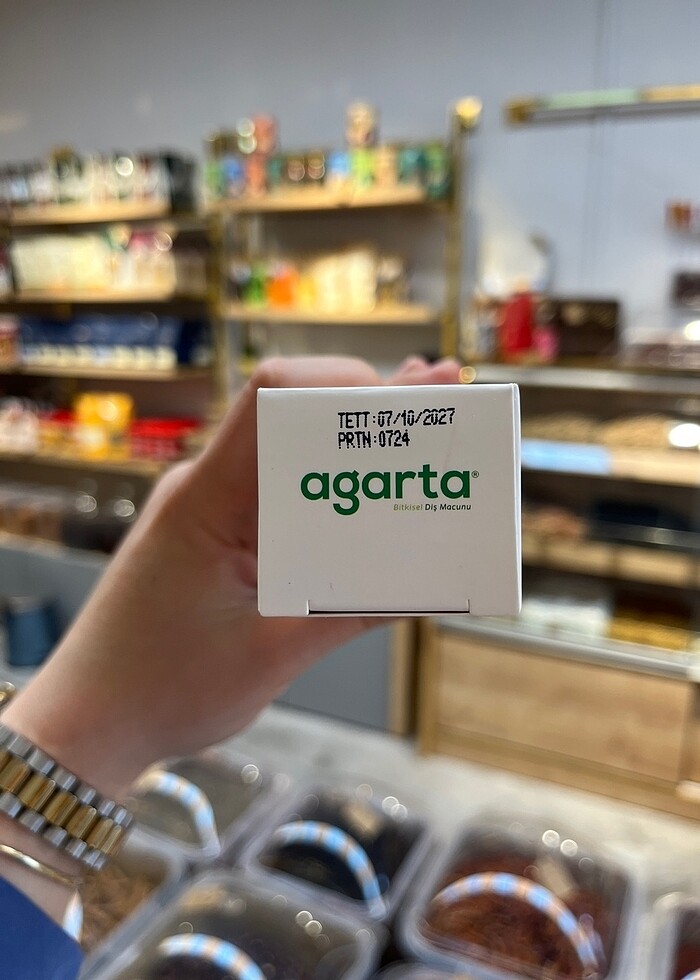 TETT:07/10/2027
PRTN:0724
agarta®
Bitkisel Diş Macunu